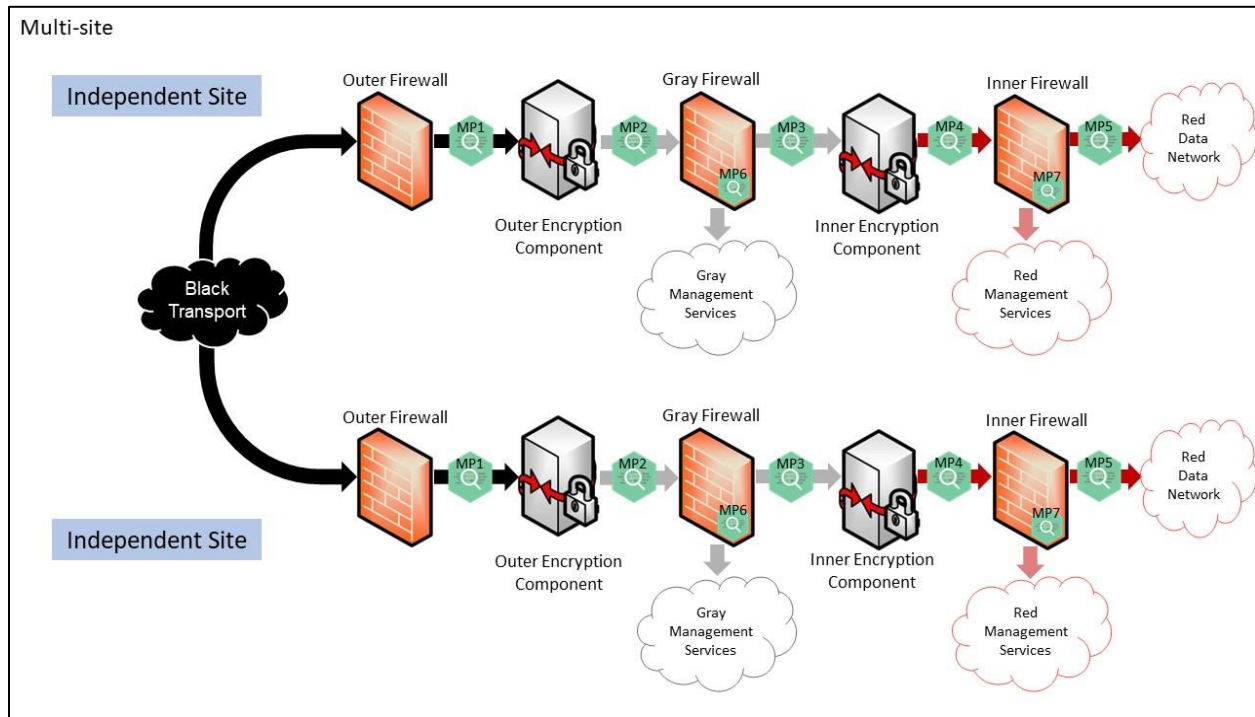 Multi-site
Independent Site
Outer Firewall
Gray Firewall
Inner Firewall
MP1
MP2
MP3
MP4
MP5
MP6
MP7
Red
Data
Network
Outer Encryption
Component
Inner Encryption
Component
Gray
Management
Services
Red
Management
Services
Black
Transport
Outer Firewall
Gray Firewall
Inner Firewall
MP1
MP2
MP3
MP4
MP5
MP6
MP7
Red
Data
Network
Independent Site
Outer Encryption
Component
Inner Encryption
Component
Gray
Management
Services
Red
Management
Services